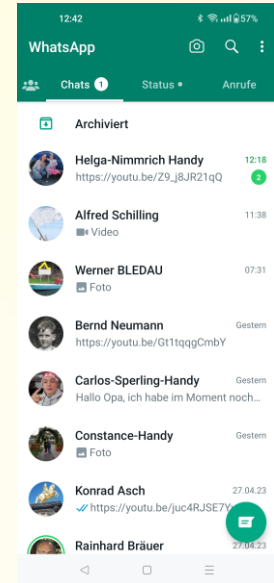 12:42 57%
WhatsApp
Chats 1 Status Anrufe
Archiviert
Helga-Nimmrich Handy 12:18
https://youtu.be/Z9_j8JR21qQ 2
Alfred Schilling 11:38
Video
Werner BLEDAU 07:31
Foto
Bernd Neumann Gestern
https://youtu.be/Gt1tqqgCmbY
Carlos-Sperling-Handy Gestern
Hallo Opa, ich habe im Moment noch...
Constance-Handy Gestern
Foto
Konrad Asch 27.04.23
https://youtu.be/juc4RJSE7Y
Rainhard Bräuer 27.04.23